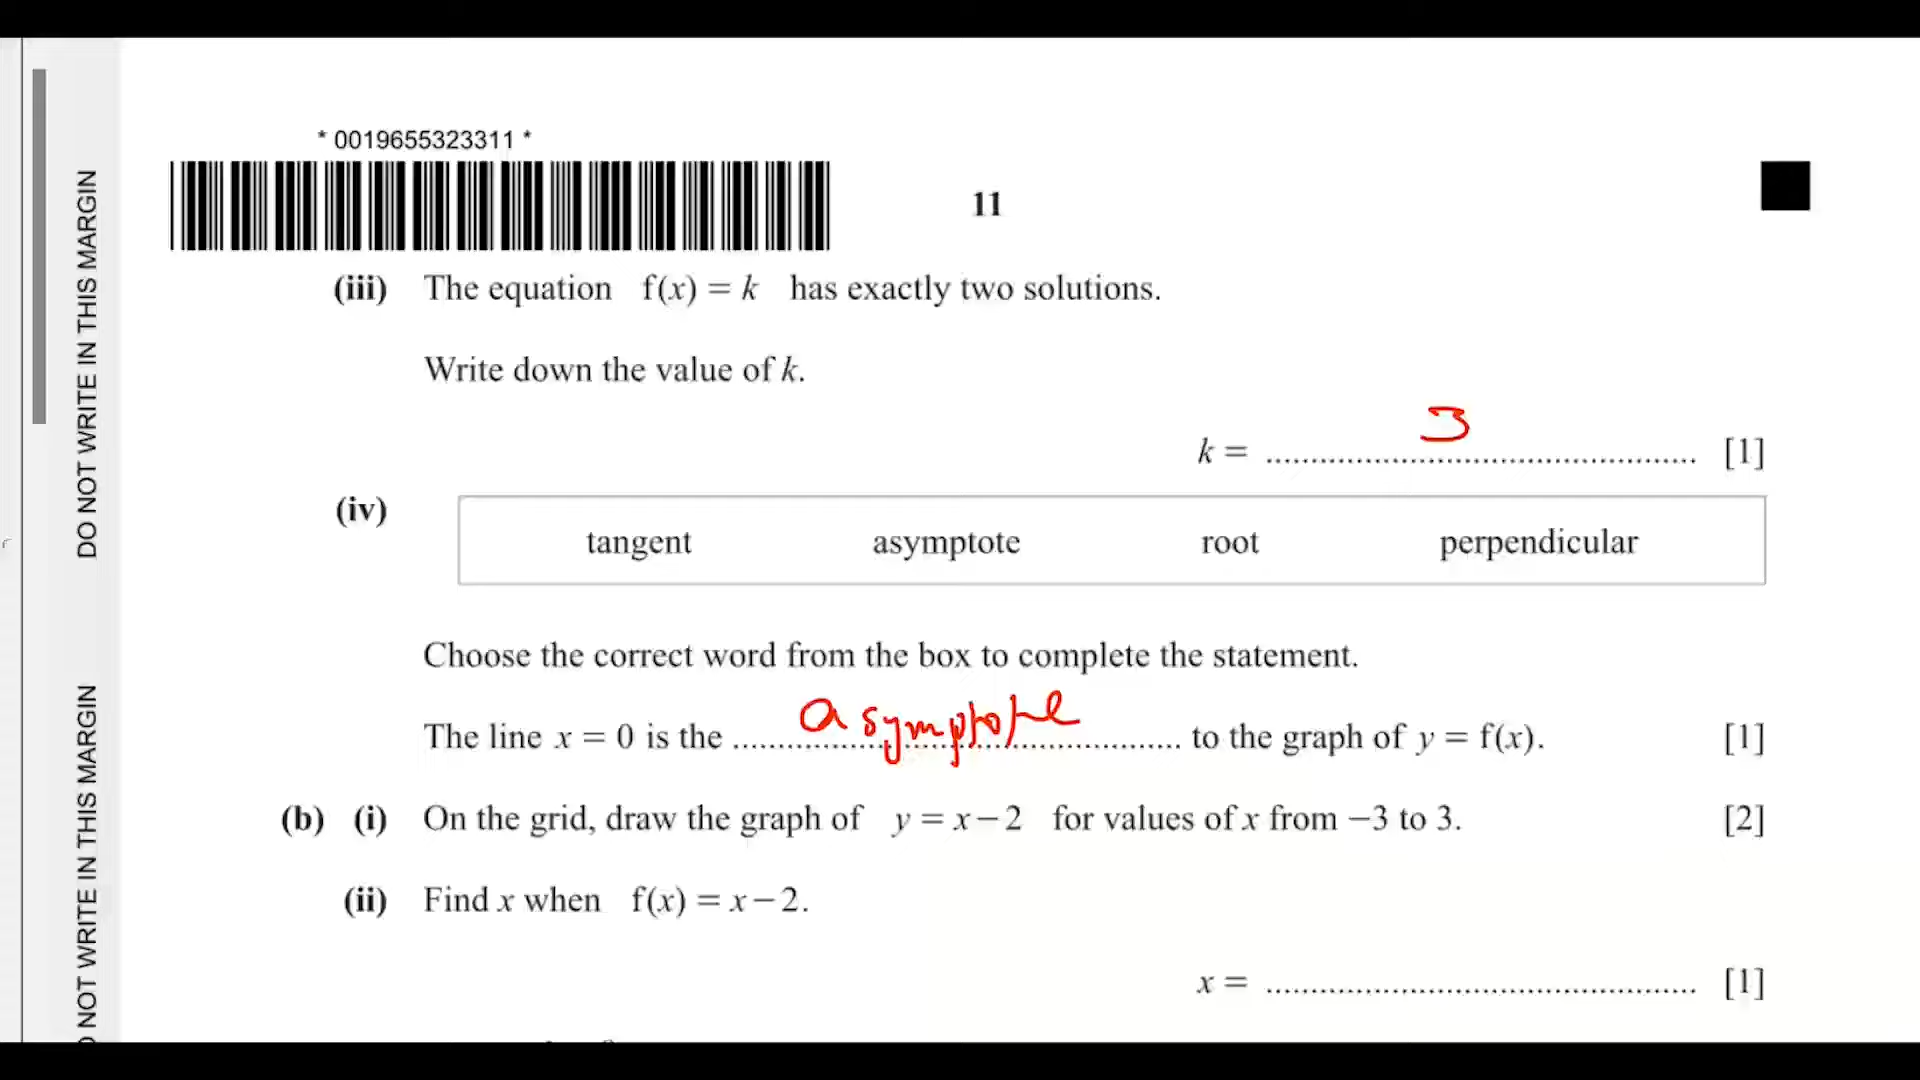 * 0019655323311 *
11
DO NOT WRITE IN THIS MARGIN
(iii) The equation f(x) = k has exactly two solutions.
Write down the value of k.
3
k = ........................................ [1]
(iv) tangent asymptote root perpendicular
Choose the correct word from the box to complete the statement.
asymptote
The line x = 0 is the ........................................ to the graph of y = f(x). [1]
(b) (i) On the grid, draw the graph of y = x − 2 for values of x from −3 to 3. [2]
(ii) Find x when f(x) = x − 2.
x = ........................................ [1]
NOT WRITE IN THIS MARGIN